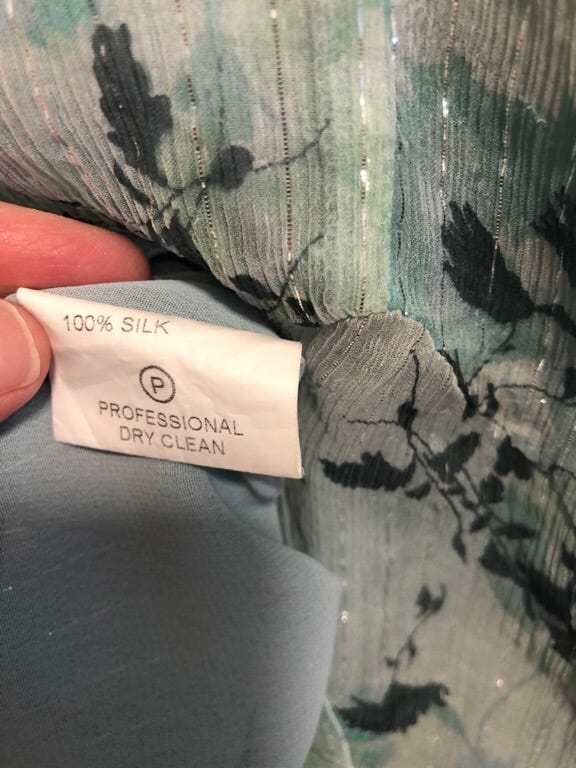 100% SILK
P
PROFESSIONAL
DRY CLEAN